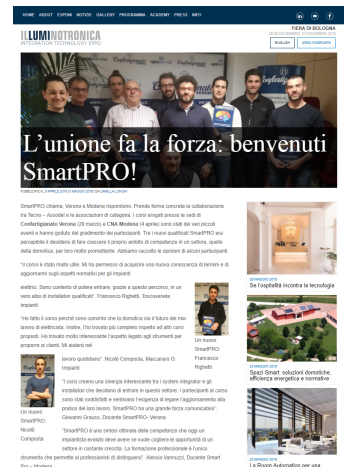 HOME ABOUT ESPONI NOTIZIE GALLERY PROGRAMMA ACADEMY PRESS INFO
ILLUMINOTRONICA
INTEGRATION TECHNOLOGY EXPO
FIERA DI BOLOGNA
ENGLISH
AREA RISERVATA
L'unione fa la forza: benvenuti
SmartPRO!
SmartPRO chiama, Verona e Modena rispondono. Prende forma concreta la collaborazione
tra Tecno – Assodel e le associazioni di categoria. I corsi erogati presso le sedi di
Confartigianato Verona (28 marzo) e CNA Modena (4 aprile) sono stati dei veri piccoli
eventi e hanno goduto del gradimento dei partecipanti. Tra i nuovi qualificati SmartPRO era
percepibile il desiderio di fare crescere il proprio ambito di competenza in un settore, quello
della domotica, per loro molto promettente. Abbiamo raccolto le opinioni di alcuni partecipanti.
"Il corso è stato molto utile. Mi ha permesso di acquisire una nuova conoscenza di termini e di
aggiornarmi sugli aspetti normativi per gli impianti
elettrici. Sono contento di potere entrare, grazie a questo percorso, in un
vero albo di installatori qualificati". Francesco Righetti, Toscoveneta
Impianti
"Ho fatto il corso perché sono convinto che la domotica sia il futuro del mio
lavoro di elettricista. Inoltre, l'ho trovato più completo rispetto ad altri corsi
proposti. Ho trovato molto interessante l'aspetto legato agli strumenti per
proporre ai clienti. Mi aiuterà nel
Un nuovo
SmartPRO:
Francesco
Righetti
lavoro quotidiano". Nicolò Composta, Maccanaro G.
Impianti
"I corsi creano una sinergia interessante tra i system integrator e gli
installatori che decidono di entrare in questo settore. I partecipanti al corso
sono stati soddisfatti e sentivano l'esigenza di legare l'aggiornamento alla
pratica del loro lavoro. SmartPRO ha una grande forza comunicativa".
Giovanni Grauso, Docente SmartPRO- Verona
Un nuovo
SmartPRO:
Nicolò
Composta
"SmartPRO è una sintesi ottimale delle competenze che oggi un
impiantista evoluto deve avere se vuole cogliere le opportunità di un
settore in costante crescita. La formazione professionale è l'unico
strumento che permette ai professionisti di distinguersi". Alessio Vannuzzi, Docente Smart
Pro – Modena
Se l'ospitalità incontra la tecnologia
Spazi Smart: soluzioni domotiche,
efficienza energetica e normative
La Room Automation per una